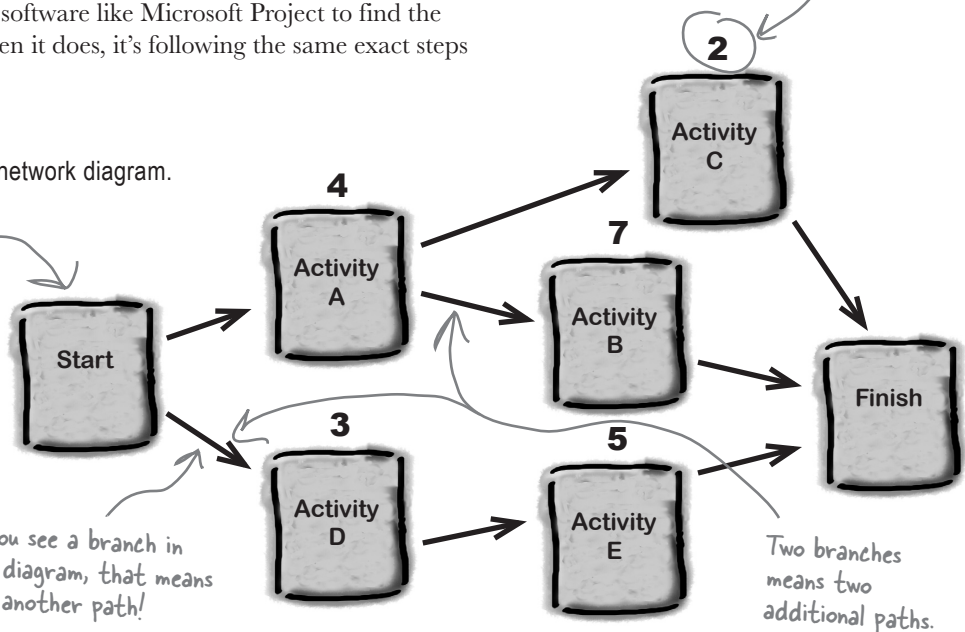 software like Microsoft Project to find the
en it does, it's following the same exact steps
network diagram.
2
Activity
C
4
Activity
A
7
Activity
B
Start
Finish
3
Activity
D
5
Activity
E
ou see a branch in
diagram, that means
another path!
Two branches
means two
additional paths.